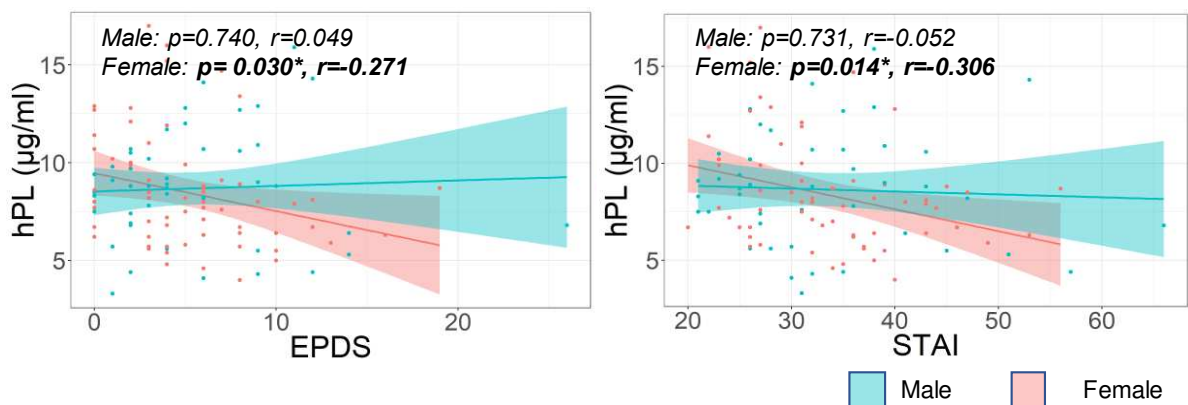 Male: p=0.740, r=0.049
Female: p= 0.030*, r=-0.271
hPL (µg/ml)
15
10
5
0
10
20
EPDS
Male: p=0.731, r=-0.052
Female: p=0.014*, r=-0.306
hPL (µg/ml)
15
10
5
20
30
40
50
60
STAI
Male
Female